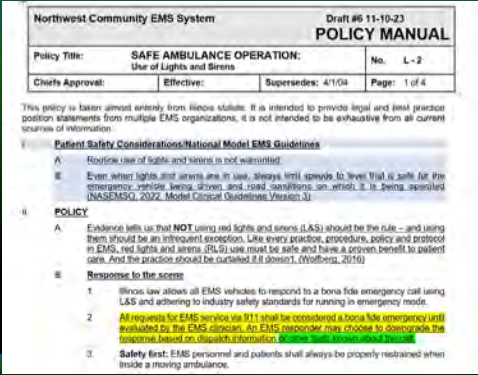 Northwest Community EMS System
Draft #6 11-10-23
POLICY MANUAL
Policy Title:
SAFE AMBULANCE OPERATION:
Use of Lights and Sirens
No. L - 2
Chiefs Approval:
Effective:
Supersedes: 4/1/04
Page: 1 of 4
This policy is taken almost entirely from Illinois statute. It is intended to provide legal and best practice
position statements from multiple EMS organizations, it is not intended to be exhaustive from all current
sources of information.
I. Patient Safety Considerations/National Model EMS Guidelines
A. Routine use of lights and sirens is not warranted.
B. Even when lights and sirens are in use, always limit speeds to level that is safe for the
emergency vehicle being driven and road conditions on which it is being operated
(NASEMSO, 2022, Model Clinical Guidelines Version 3)
II. POLICY
A. Evidence tells us that NOT using red lights and sirens (L&S) should be the rule – and using
them should be an infrequent exception. Like every practice, procedure, policy and protocol
in EMS, red lights and sirens (RLS) use must be safe and have a proven benefit to patient
care. And the practice should be curtailed if it doesn't. (Wolfberg, 2016)
B. Response to the scene
1. Illinois law allows all EMS vehicles to respond to a bona fide emergency call using
L&S and adhering to industry safety standards for running in emergency mode.
2. All requests for EMS service via 911 shall be considered a bona fide emergency until
evaluated by the EMS clinician. An EMS responder may choose to downgrade the
response based on dispatch information or other facts known about the call.
3. Safety first: EMS personnel and patients shall always be properly restrained when
inside a moving ambulance.